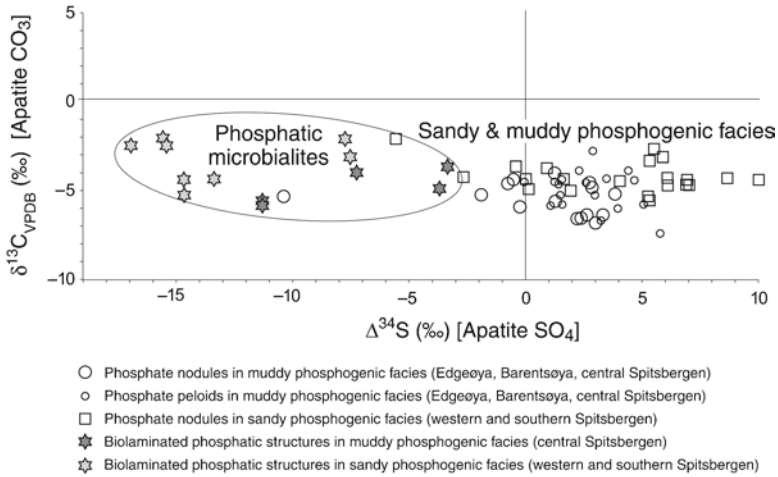 5
0
−5
−10
δ¹³C_VPDB (‰) [Apatite CO₃]
Phosphatic
microbialites
Sandy & muddy phosphogenic facies
−15
−10
−5
0
5
10
Δ³⁴S (‰) [Apatite SO₄]
Phosphate nodules in muddy phosphogenic facies (Edgeøya, Barentsøya, central Spitsbergen)
Phosphate peloids in muddy phosphogenic facies (Edgeøya, Barentsøya, central Spitsbergen)
Phosphate nodules in sandy phosphogenic facies (western and southern Spitsbergen)
Biolaminated phosphatic structures in muddy phosphogenic facies (central Spitsbergen)
Biolaminated phosphatic structures in sandy phosphogenic facies (western and southern Spitsbergen)